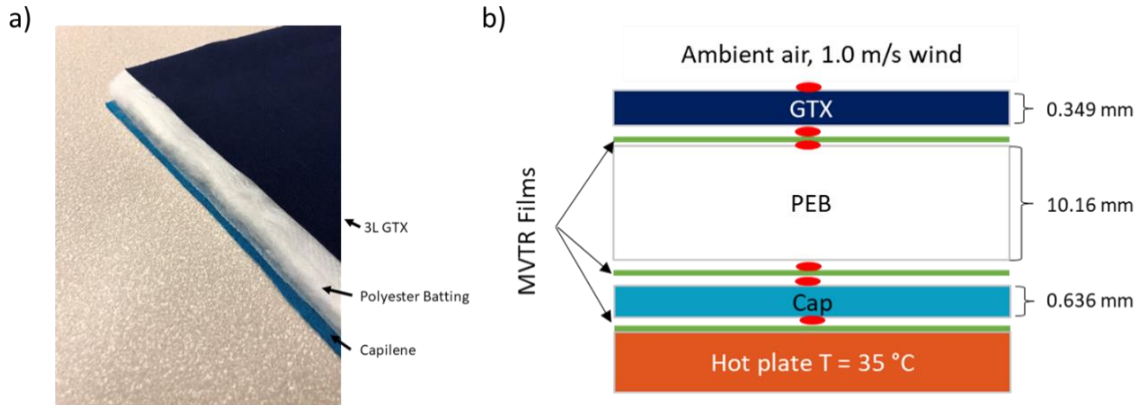 a)
3L GTX
Polyester Batting
Capilene
b)
Ambient air, 1.0 m/s wind
GTX
0.349 mm
MVTR Films
PEB
10.16 mm
Cap
0.636 mm
Hot plate T = 35 °C